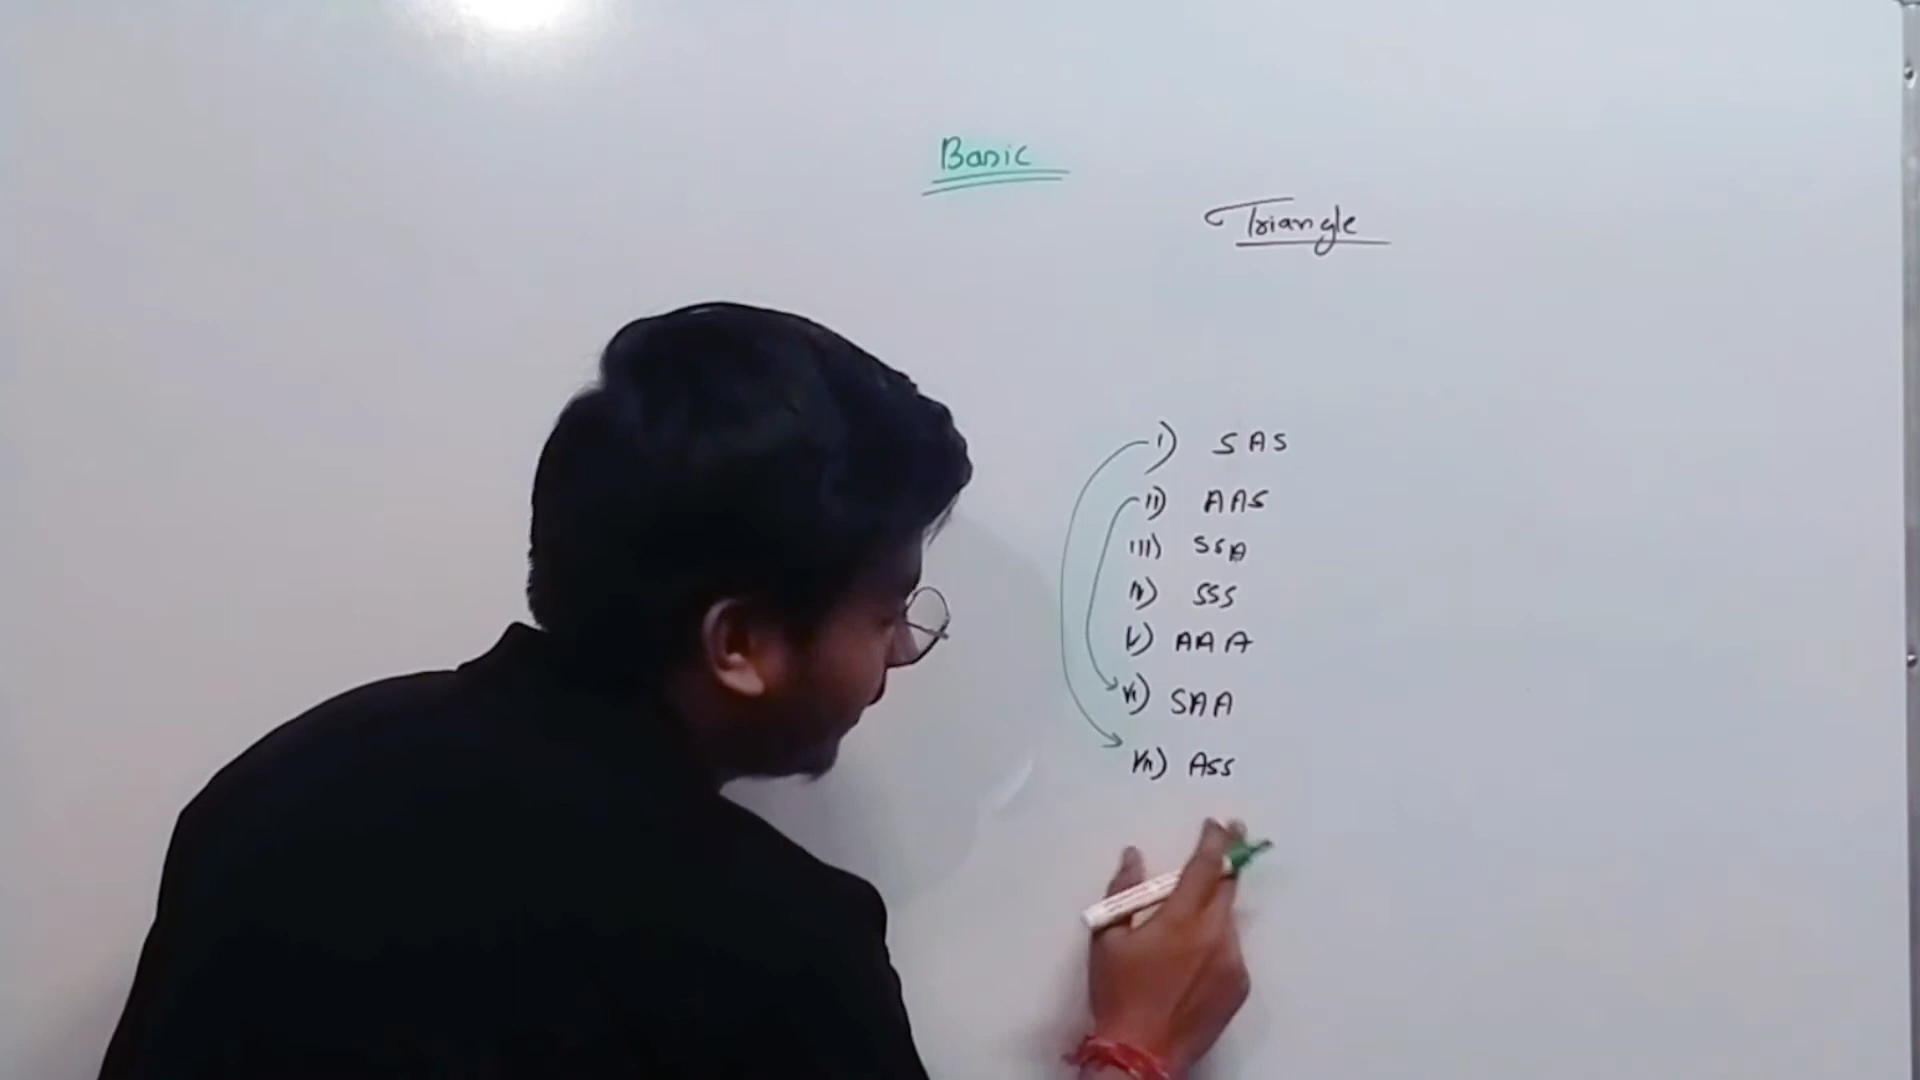 Basic
Triangle
i) SAS
ii) AAS
iii) SSA
iv) SSS
v) AAA
vi) SAA
vii) ASS